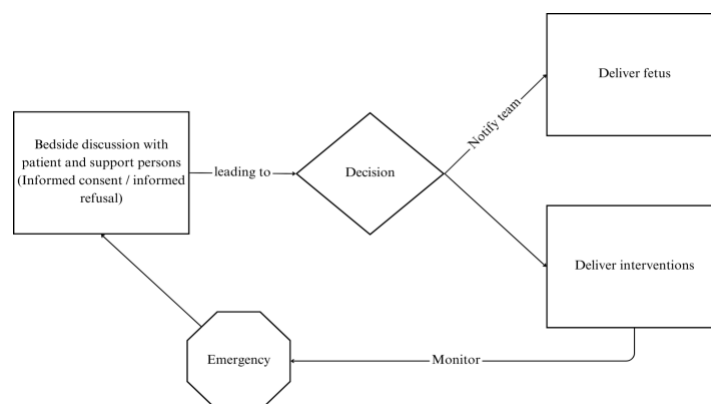 Deliver fetus
Notify team
Bedside discussion with
patient and support persons
(Informed consent / informed
refusal)
leading to
Decision
Deliver interventions
Emergency
Monitor